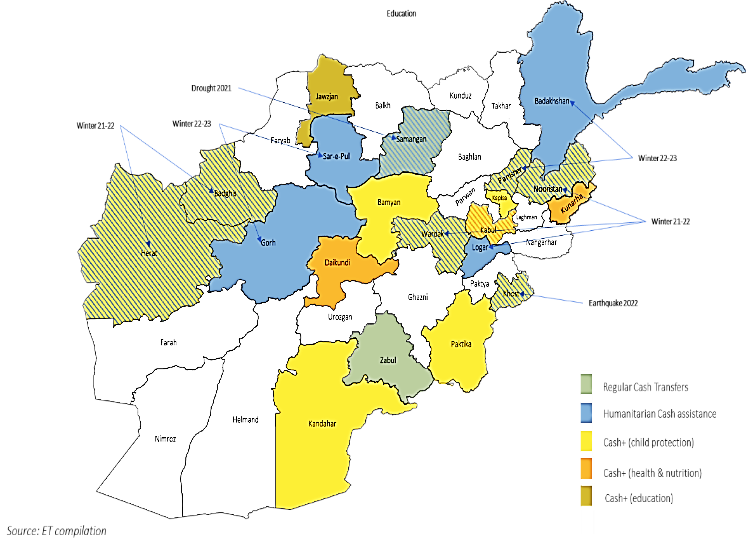 Education
Drought 2021
Winter 21-22
Winter 22-23
Jawzjan
Balkh
Kunduz
Takhar
Badakhshan
Faryab
Sar-e-Pul
Samangan
Baghlan
Winter 22-23
Badghis
Bamyan
Parwan
Panjsher
Kapisa
Nooristan
Kunarha
Laghman
Winter 21-22
Herat
Gorh
Wardak
Kabul
Logar
Nangarhar
Daikundi
Paktya
Khost
Earthquake 2022
Ghazni
Urozgan
Farah
Zabul
Paktika
Nimroz
Helmand
Kandahar
Regular Cash Transfers
Humanitarian Cash assistance
Cash+ (child protection)
Cash+ (health & nutrition)
Cash+ (education)
Source: ET compilation